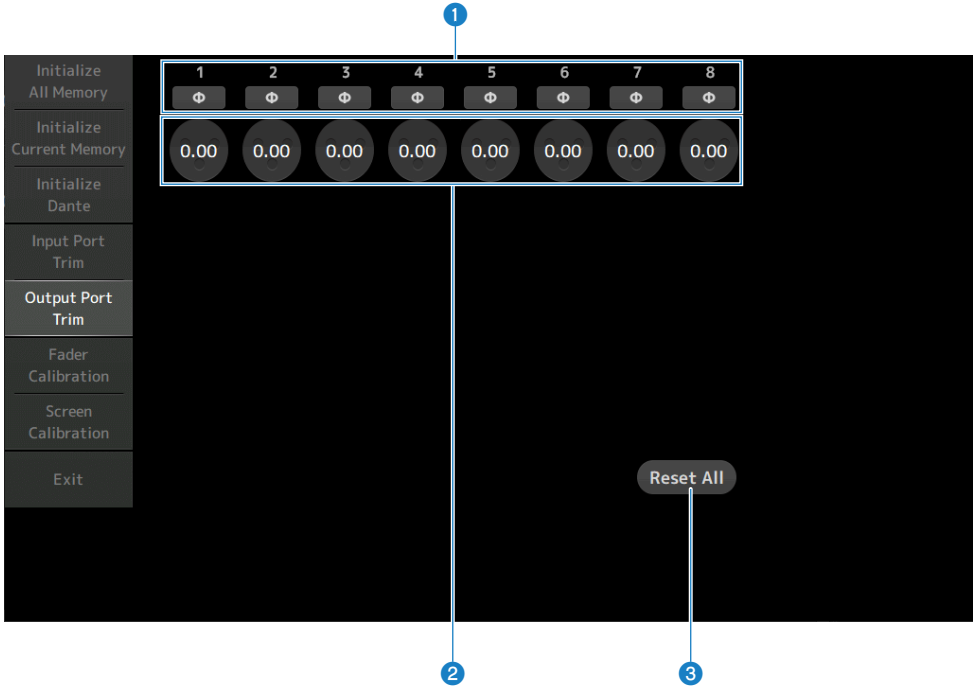 1
Initialize
All Memory
Initialize
Current Memory
Initialize
Dante
Input Port
Trim
Output Port
Trim
Fader
Calibration
Screen
Calibration
Exit
1 2 3 4 5 6 7 8
Φ Φ Φ Φ Φ Φ Φ Φ
0.00 0.00 0.00 0.00 0.00 0.00 0.00 0.00
Reset All
2 3